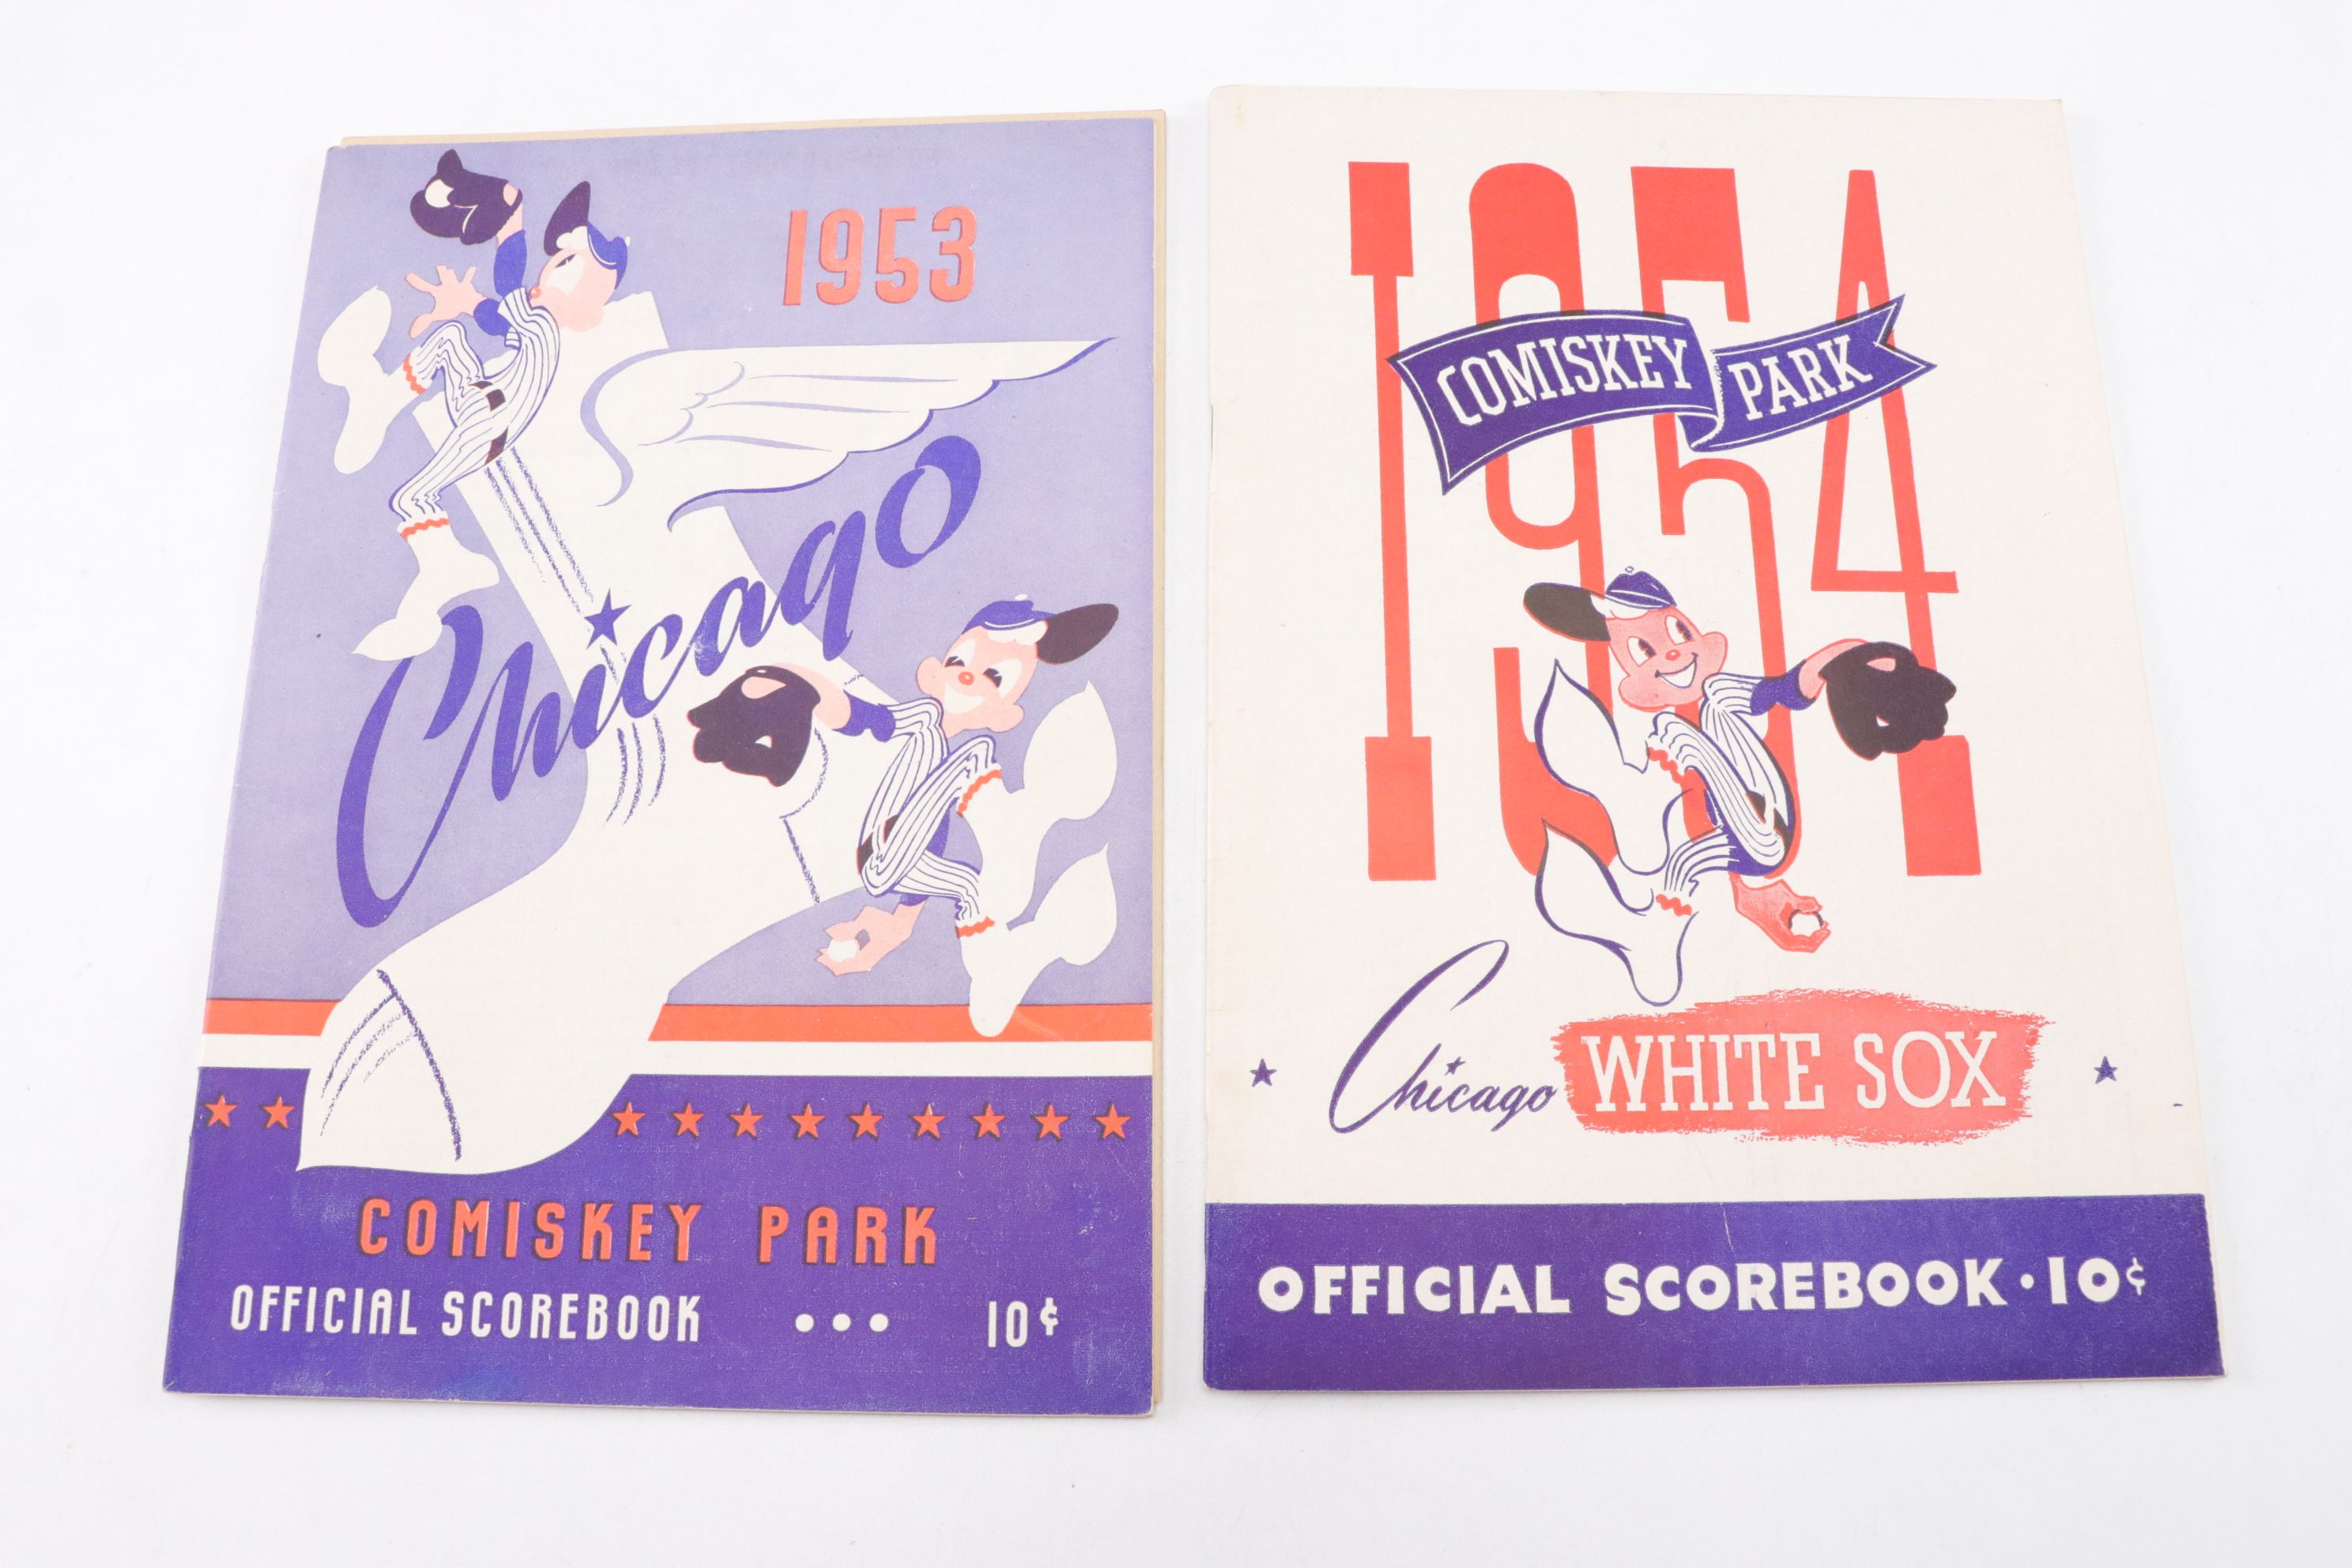 1953
Chicago
COMISKEY PARK
OFFICIAL SCOREBOOK ••• 10¢
1954
COMISKEY PARK
Chicago WHITE SOX
OFFICIAL SCOREBOOK • 10¢